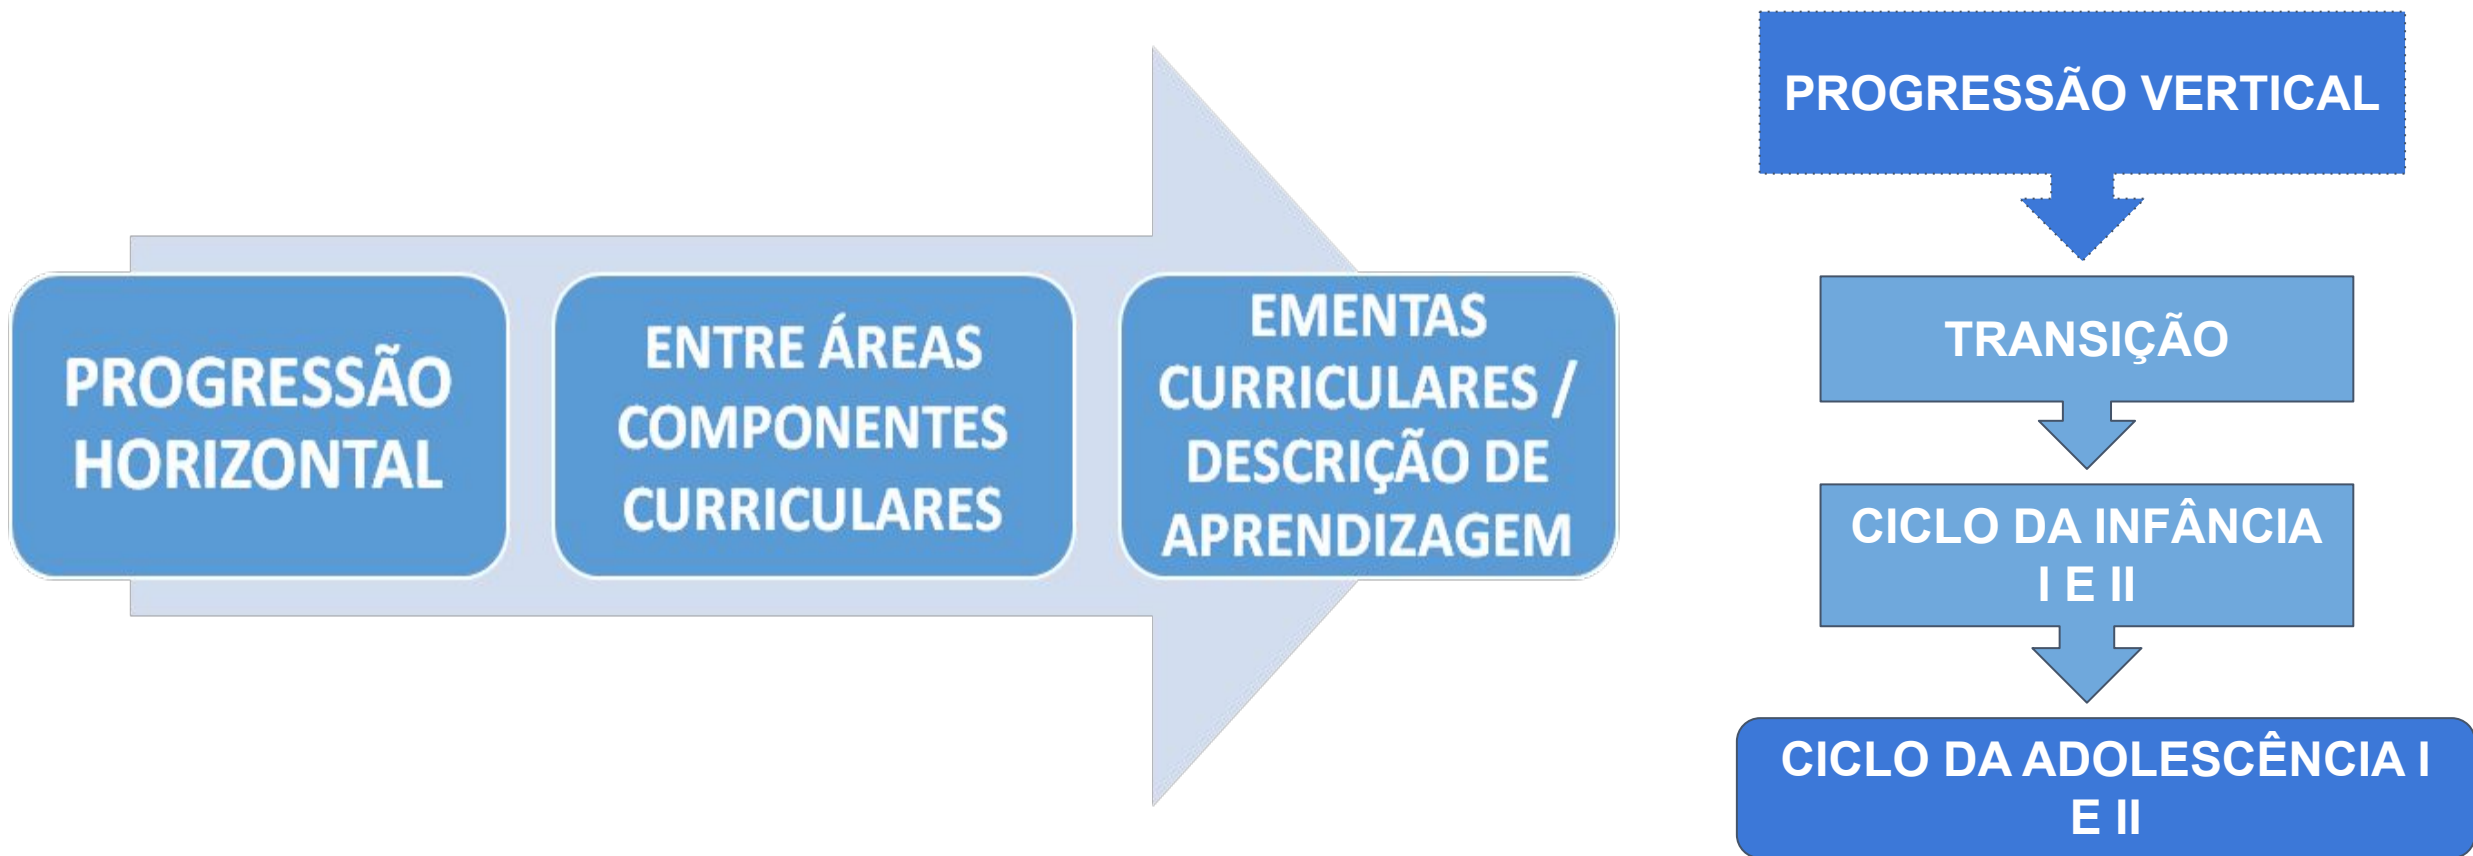 PROGRESSÃO
HORIZONTAL
ENTRE ÁREAS
COMPONENTES
CURRICULARES
EMENTAS
CURRICULARES /
DESCRIÇÃO DE
APRENDIZAGEM
PROGRESSÃO VERTICAL
TRANSIÇÃO
CICLO DA INFÂNCIA
I E II
CICLO DA ADOLESCÊNCIA I
E II